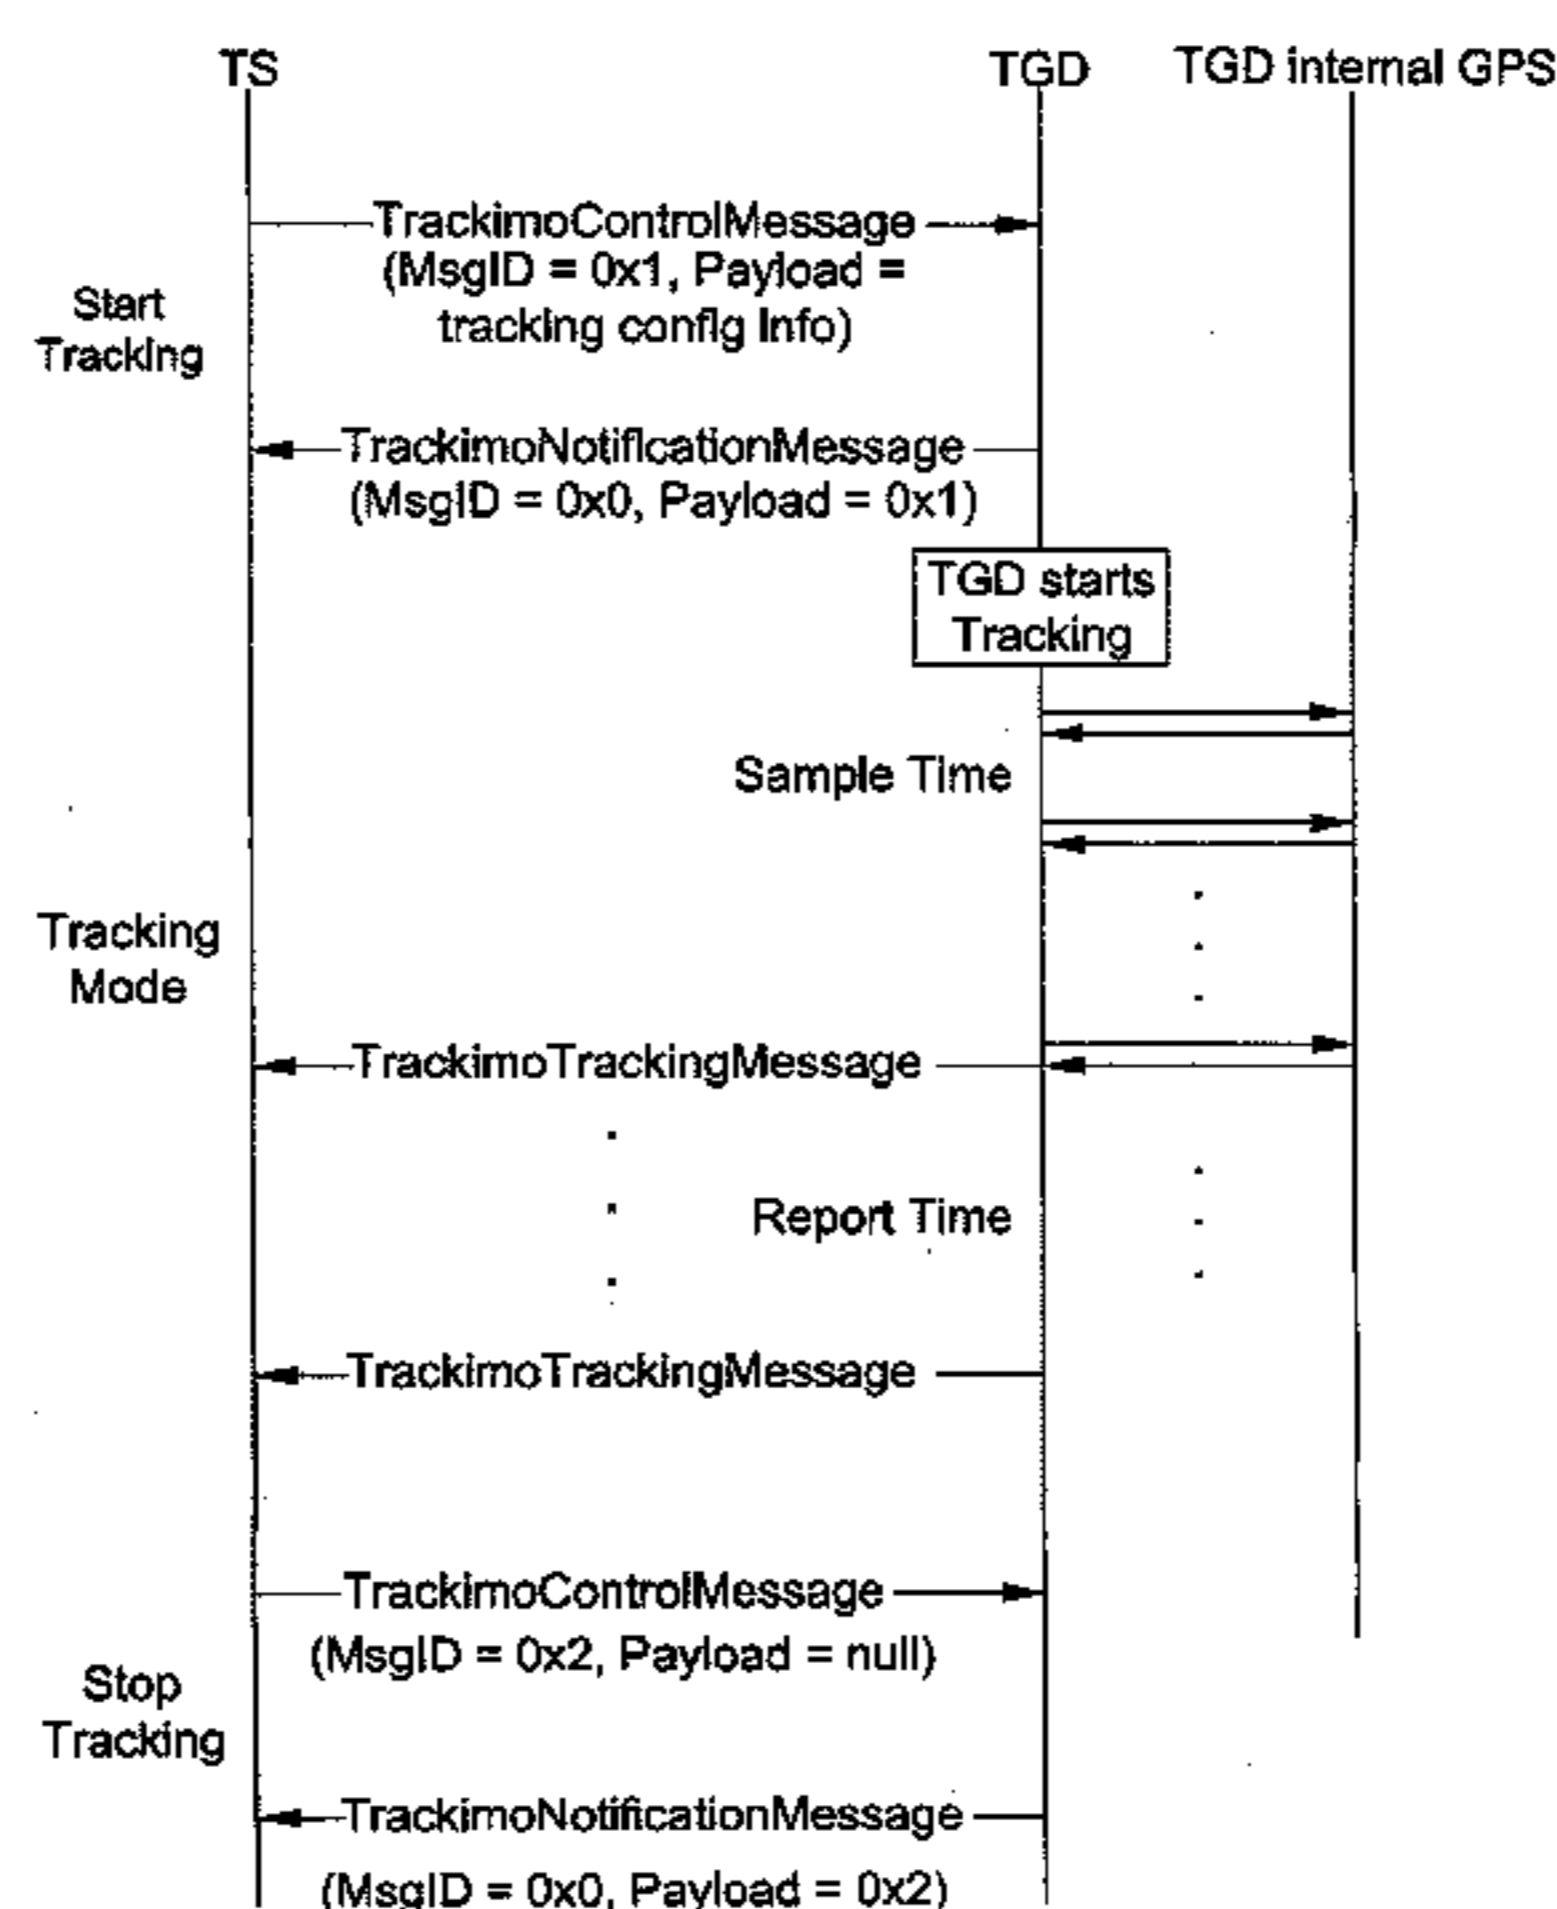 TS
TGD
TGD internal GPS
TrackimoControlMessage
(MsgID = 0x1, Payload =
tracking config Info)
Start
Tracking
TrackimoNotificationMessage
(MsgID = 0x0, Payload = 0x1)
TGD starts
Tracking
Sample Time
Tracking
Mode
TrackimoTrackingMessage
Report Time
TrackimoTrackingMessage
TrackimoControlMessage
(MsgID = 0x2, Payload = null)
Stop
Tracking
TrackimoNotificationMessage
(MsgID = 0x0, Payload = 0x2)